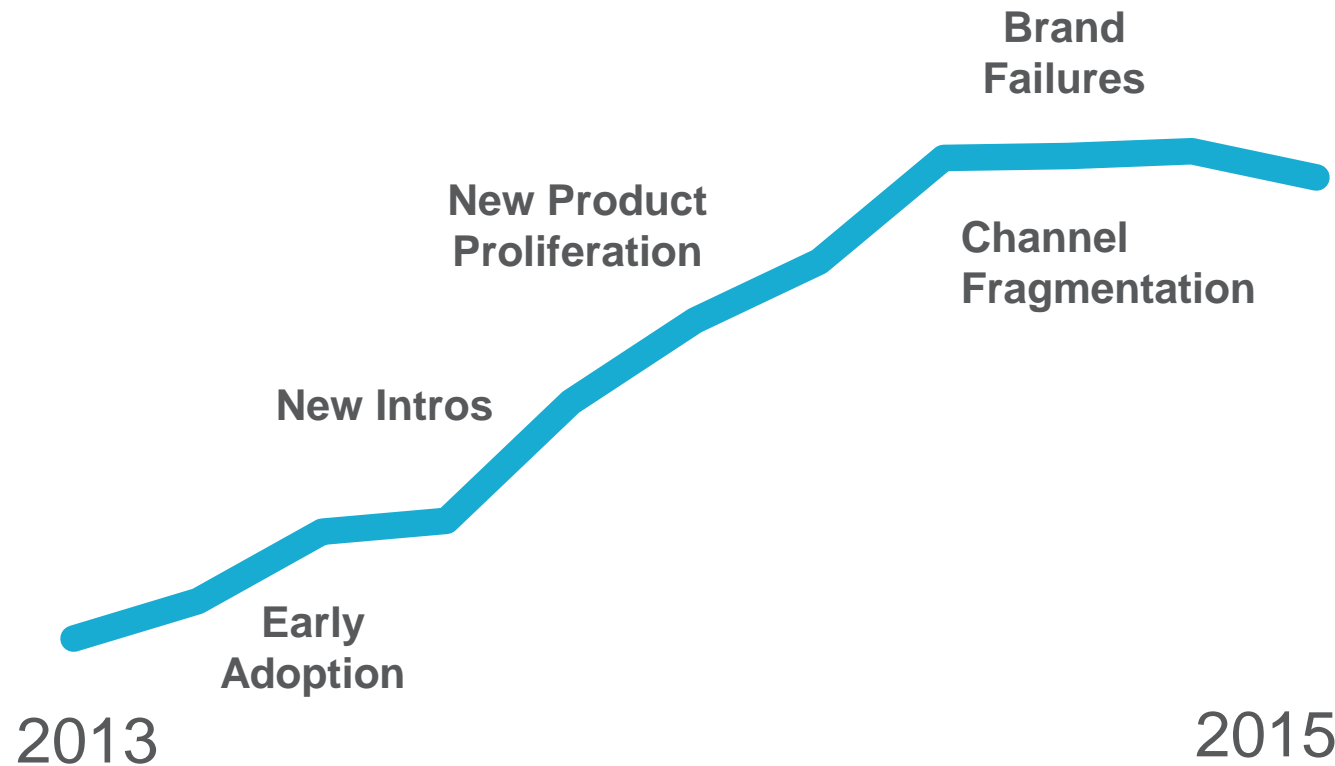 Brand
Failures
New Product
Proliferation
Channel
Fragmentation
New Intros
Early
Adoption
2013
2015